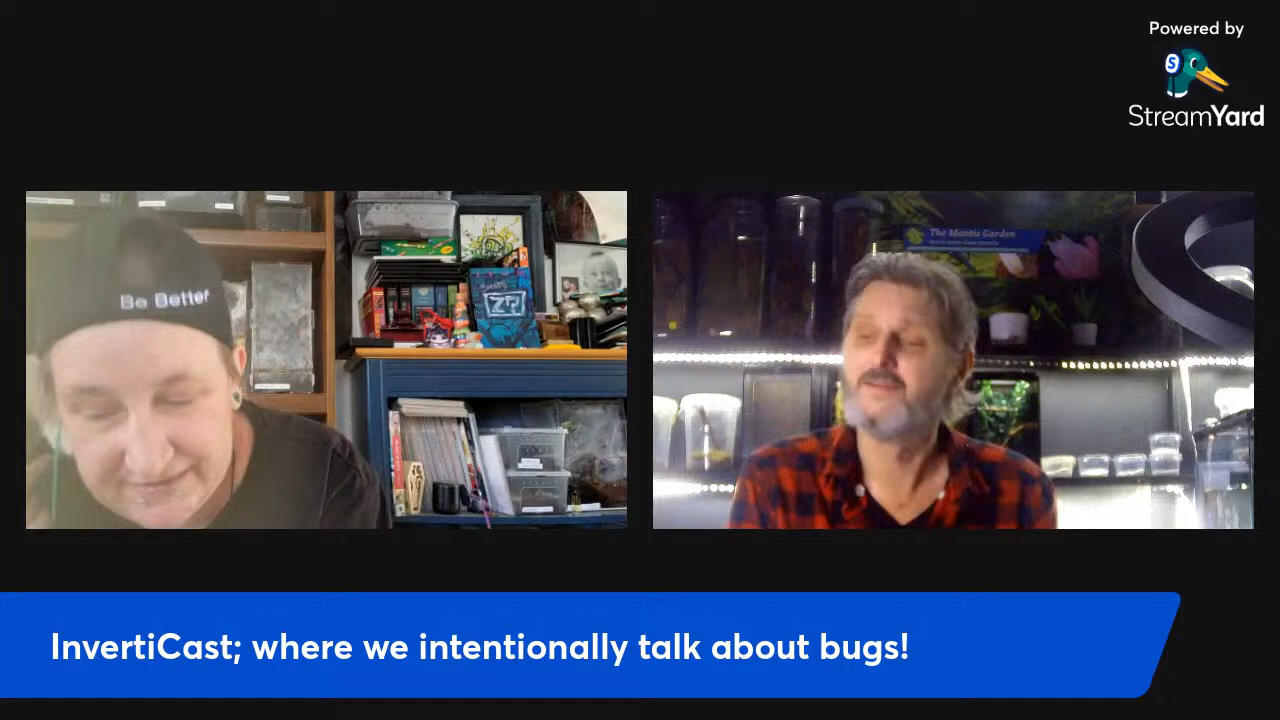 Powered by
S
StreamYard
Be Better
The Mantis Garden
InvertiCast; where we intentionally talk about bugs!